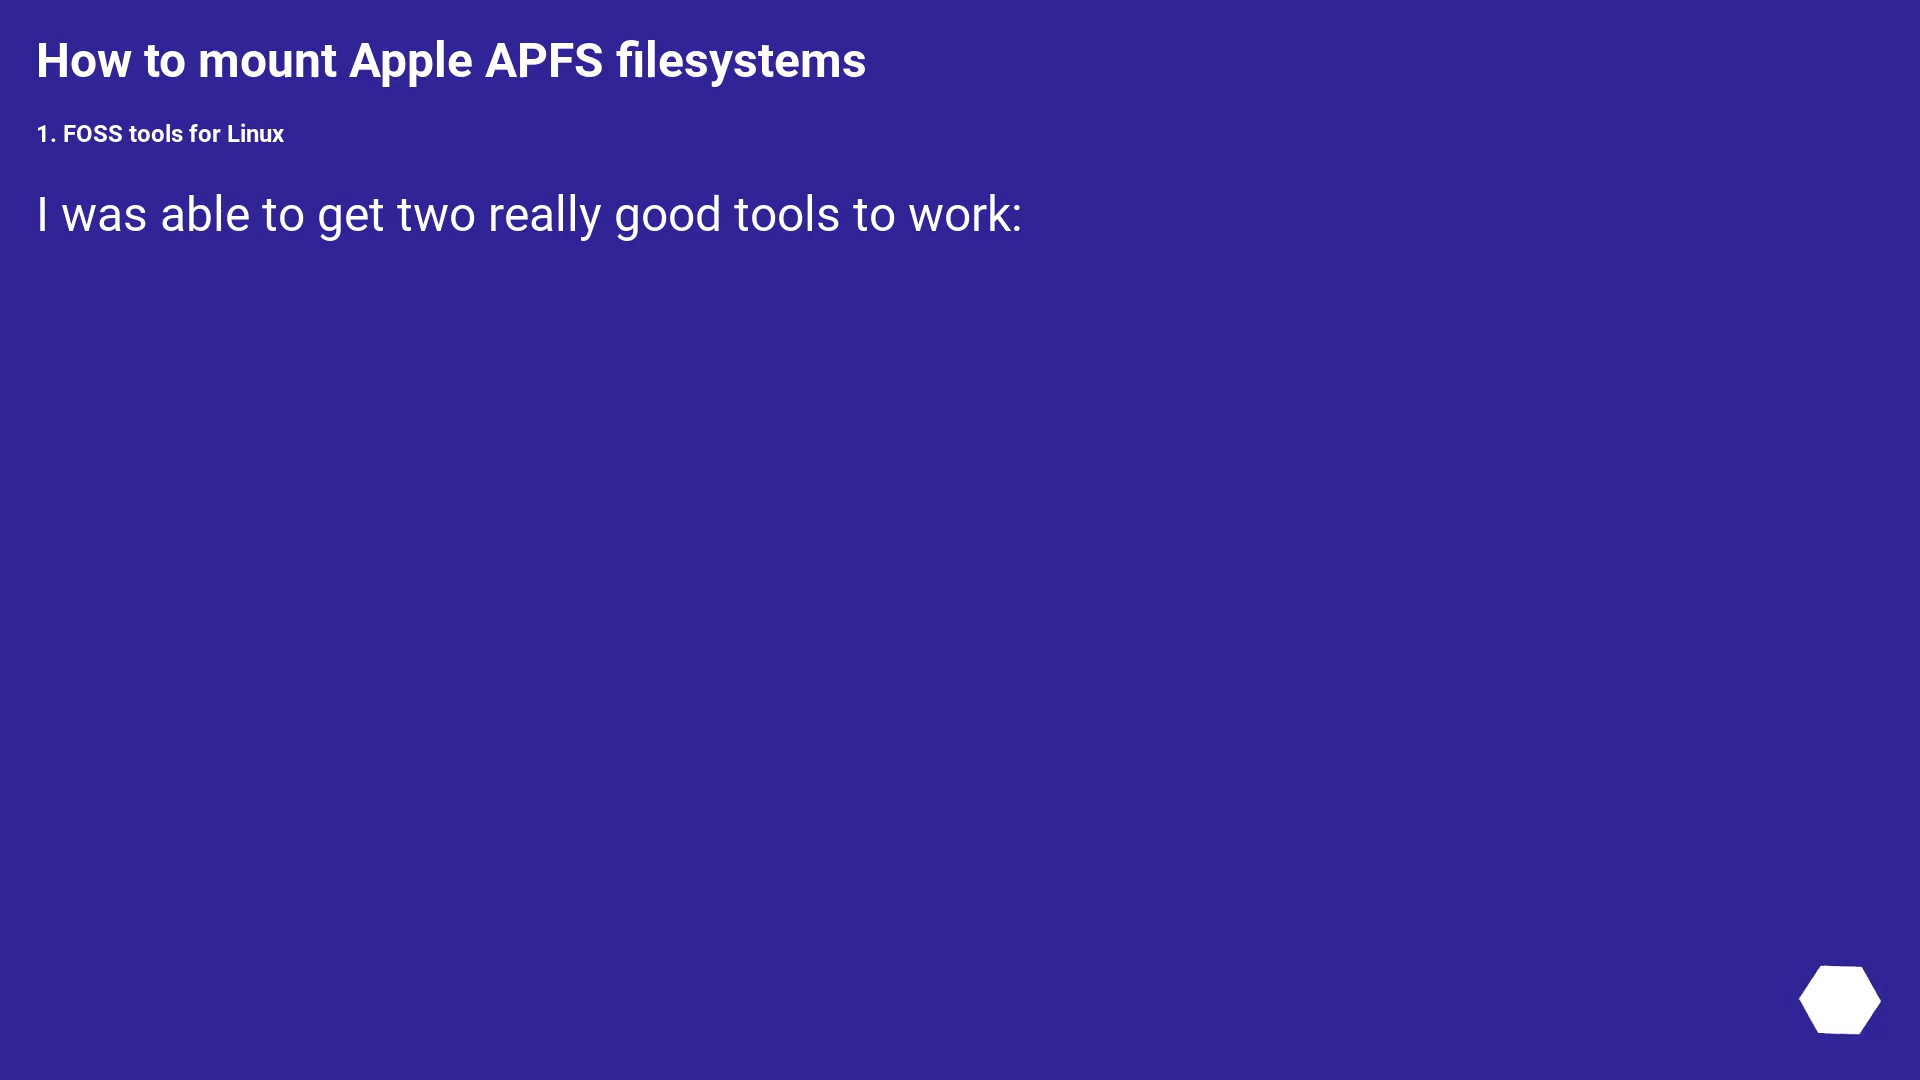 How to mount Apple APFS filesystems
1. FOSS tools for Linux
I was able to get two really good tools to work: